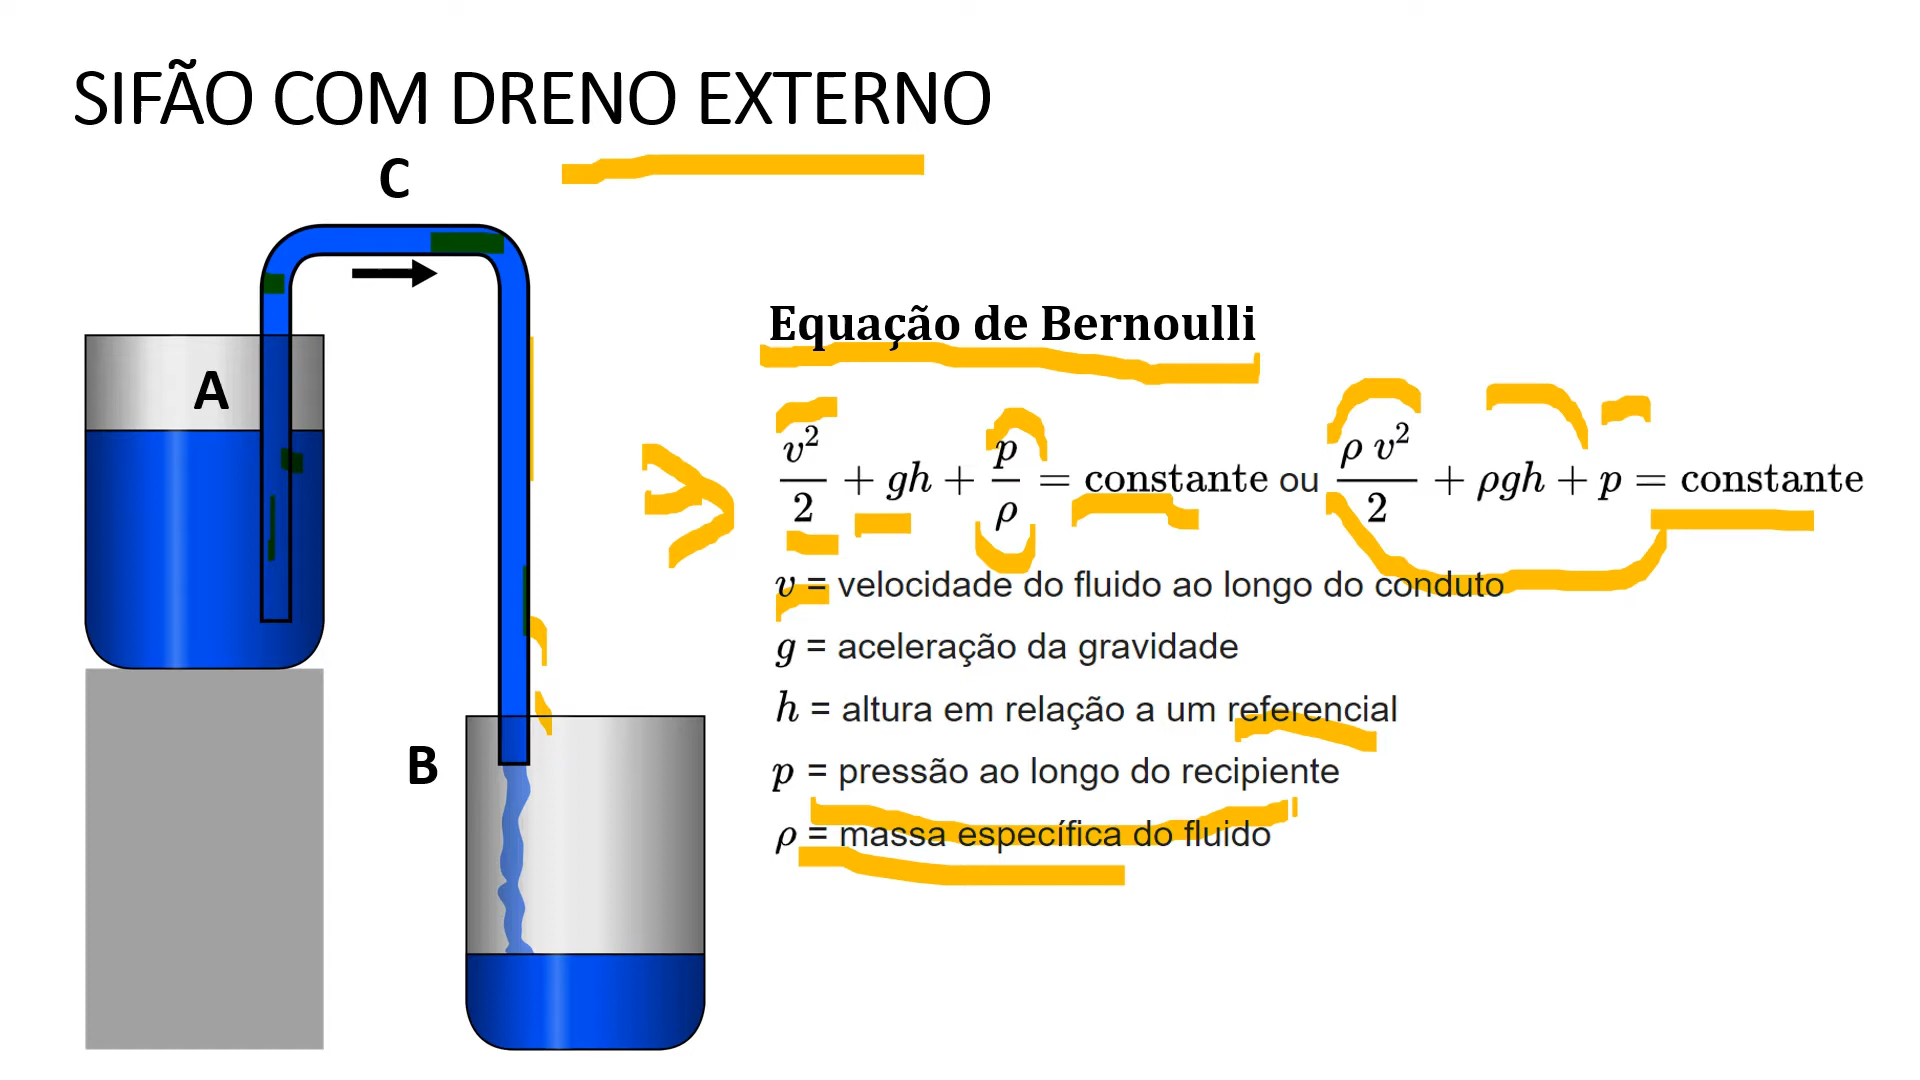 SIFÃO COM DRENO EXTERNO
C
A
B
Equação de Bernoulli
v²/2 + gh + p/ρ = constante ou ρ v²/2 + ρgh + p = constante
v = velocidade do fluido ao longo do conduto
g = aceleração da gravidade
h = altura em relação a um referencial
p = pressão ao longo do recipiente
ρ = massa específica do fluido